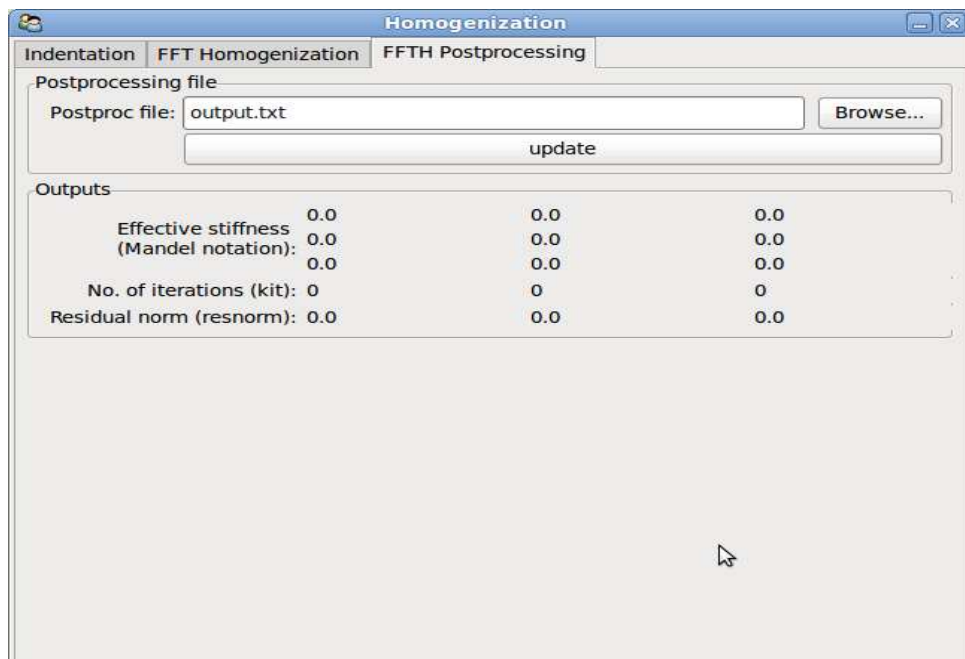 Homogenization
Indentation FFT Homogenization FFTH Postprocessing
Postprocessing file
Postproc file: output.txt Browse...
update
Outputs
Effective stiffness
(Mandel notation):
0.0 0.0 0.0
0.0 0.0 0.0
0.0 0.0 0.0
No. of iterations (kit): 0 0 0
Residual norm (resnorm): 0.0 0.0 0.0